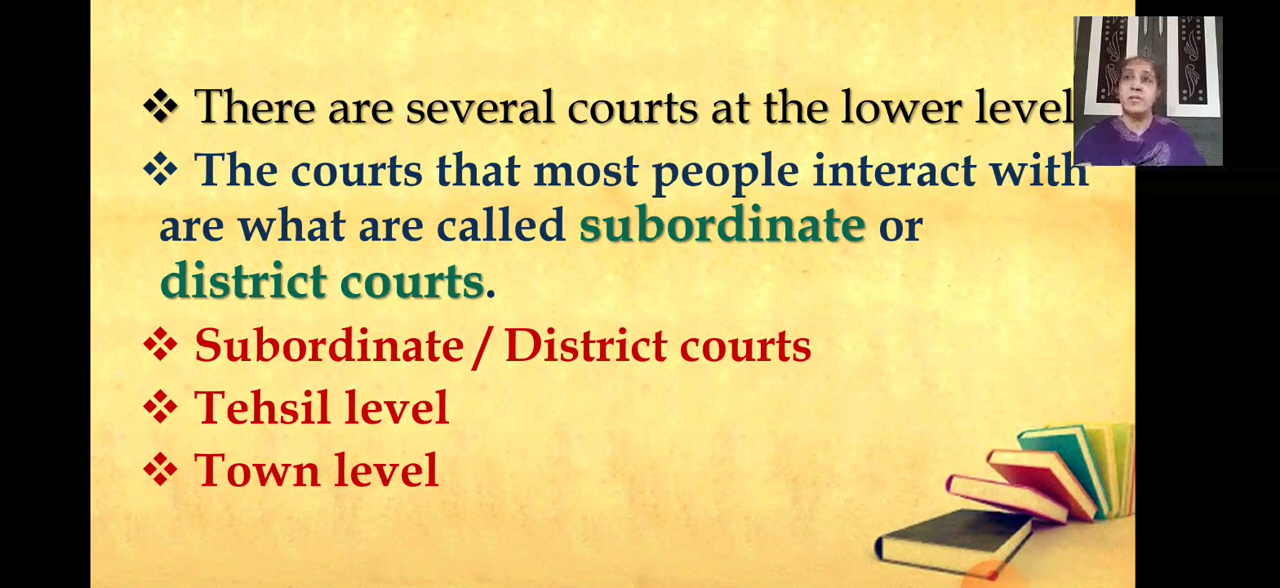 ❖ There are several courts at the lower level
❖ The courts that most people interact with
are what are called subordinate or
district courts.
❖ Subordinate / District courts
❖ Tehsil level
❖ Town level